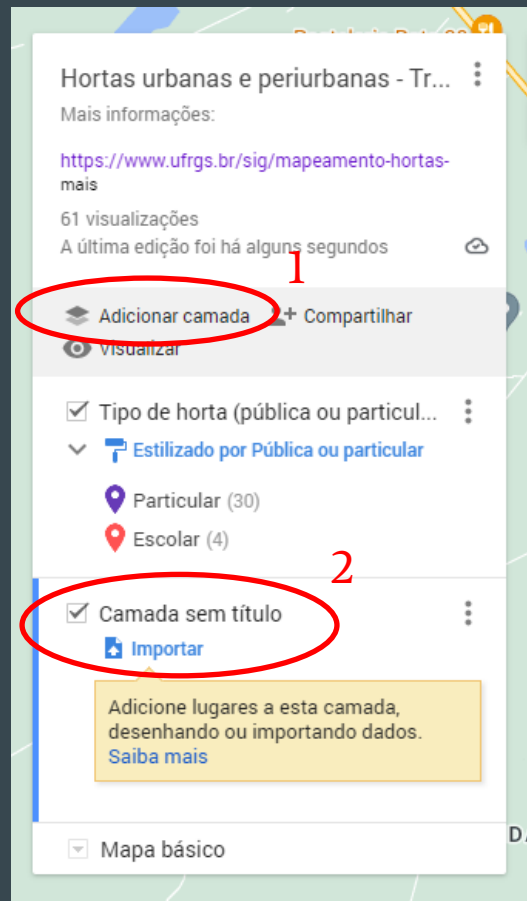 Hortas urbanas e periurbanas - Tr...
Mais informações:
https://www.ufrgs.br/sig/mapeamento-hortas-
mais
61 visualizações
A última edição foi há alguns segundos
1
Adicionar camada Compartilhar
Visualizar
Tipo de horta (pública ou particul...
Estilizado por Pública ou particular
Particular (30)
Escolar (4)
2
Camada sem título
Importar
Adicione lugares a esta camada,
desenhando ou importando dados.
Saiba mais
Mapa básico